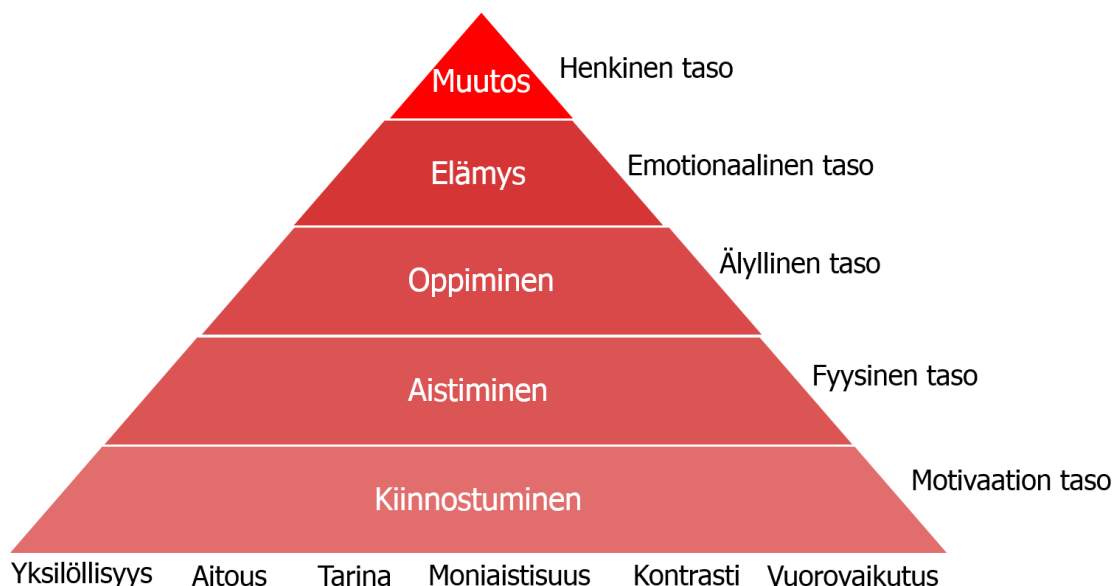 Muutos
Henkinen taso
Elämys
Emotionaalinen taso
Oppiminen
Älyllinen taso
Aistiminen
Fyysinen taso
Kiinnostuminen
Motivaation taso
Yksilöllisyys Aitous Tarina Moniaistisuus Kontrasti Vuorovaikutus